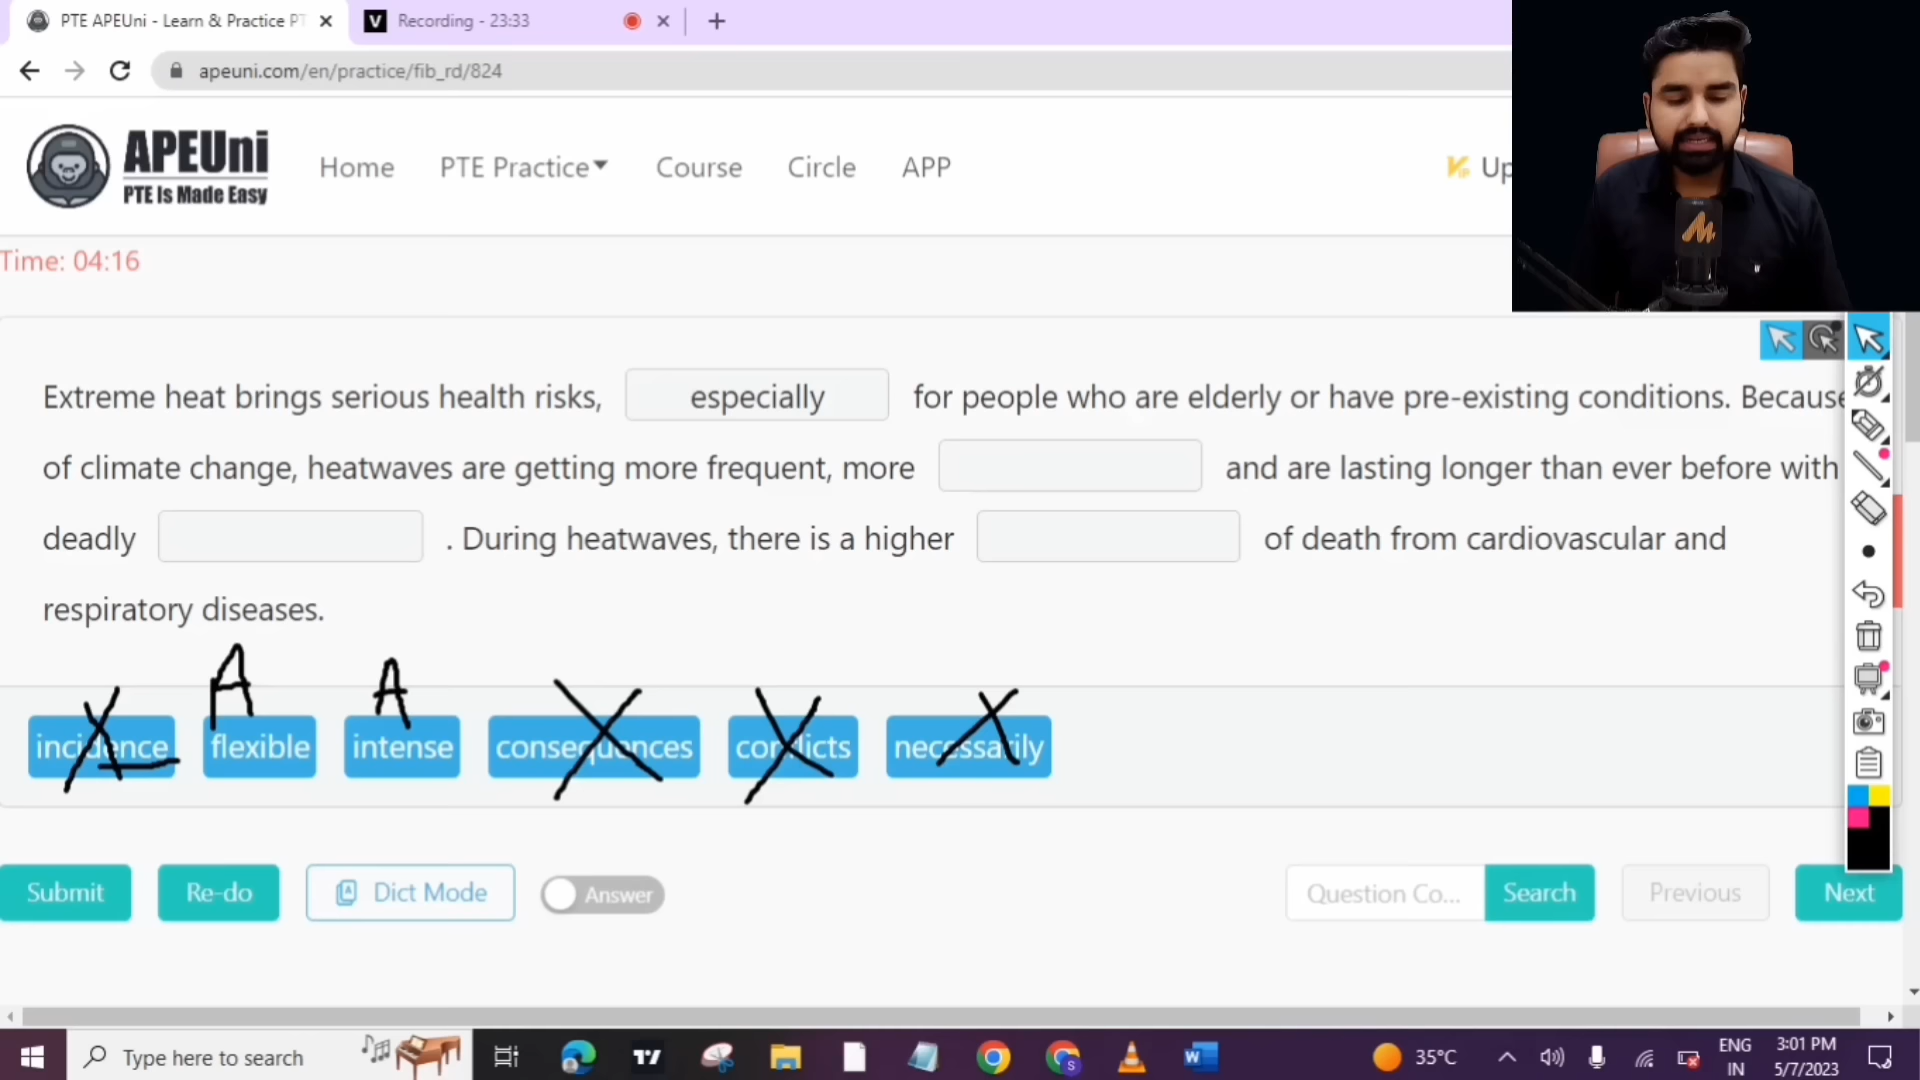 PTE APEUni - Learn & Practice PT
V Recording - 23:33
apeuni.com/en/practice/fib_rd/824
APEUni
PTE Is Made Easy
Home PTE Practice Course Circle APP Up
Time: 04:16
Extreme heat brings serious health risks, especially for people who are elderly or have pre-existing conditions. Because
of climate change, heatwaves are getting more frequent, more and are lasting longer than ever before with
deadly . During heatwaves, there is a higher of death from cardiovascular and
respiratory diseases.
A A
incidence flexible intense consequences conflicts necessarily
Submit Re-do Dict Mode Answer Question Co... Search Previous Next
Type here to search 35°C ENG 3:01 PM
IN 5/7/2023